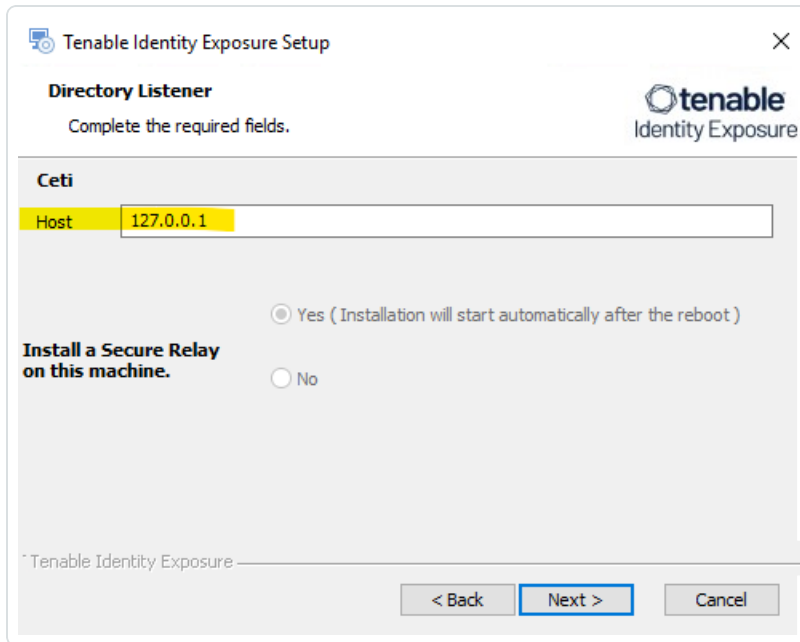 Tenable Identity Exposure Setup
Directory Listener
Complete the required fields.
tenable
Identity Exposure
Ceti
Host 127.0.0.1
Yes ( Installation will start automatically after the reboot )
Install a Secure Relay
on this machine.
No
Tenable Identity Exposure
< Back Next > Cancel